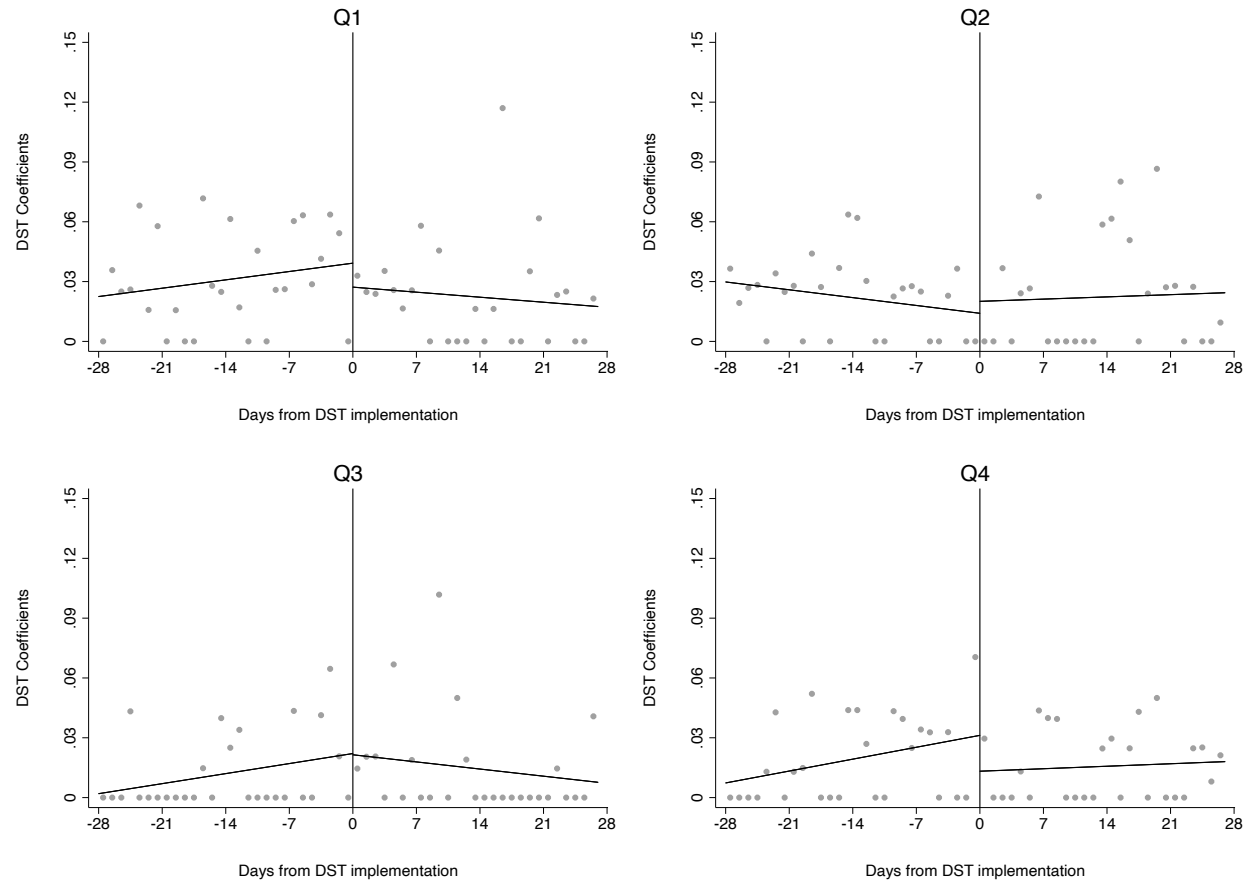 Q1
.15
.12
.09
.06
.03
0
DST Coefficients
-28 -21 -14 -7 0 7 14 21 28
Days from DST implementation
Q2
.15
.12
.09
.06
.03
0
DST Coefficients
-28 -21 -14 -7 0 7 14 21 28
Days from DST implementation
Q3
.15
.12
.09
.06
.03
0
DST Coefficients
-28 -21 -14 -7 0 7 14 21 28
Days from DST implementation
Q4
.15
.12
.09
.06
.03
0
DST Coefficients
-28 -21 -14 -7 0 7 14 21 28
Days from DST implementation